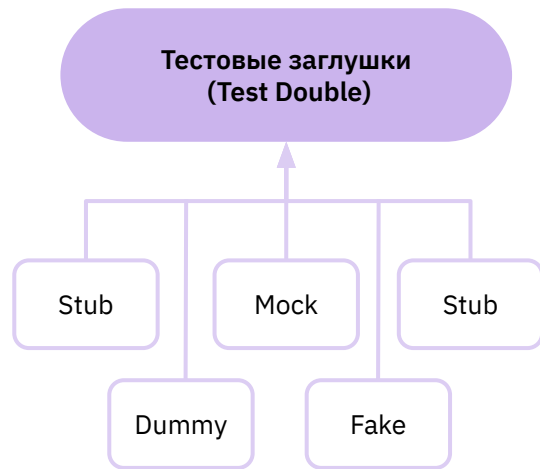 Тестовые заглушки
(Test Double)
Stub
Mock
Stub
Dummy
Fake